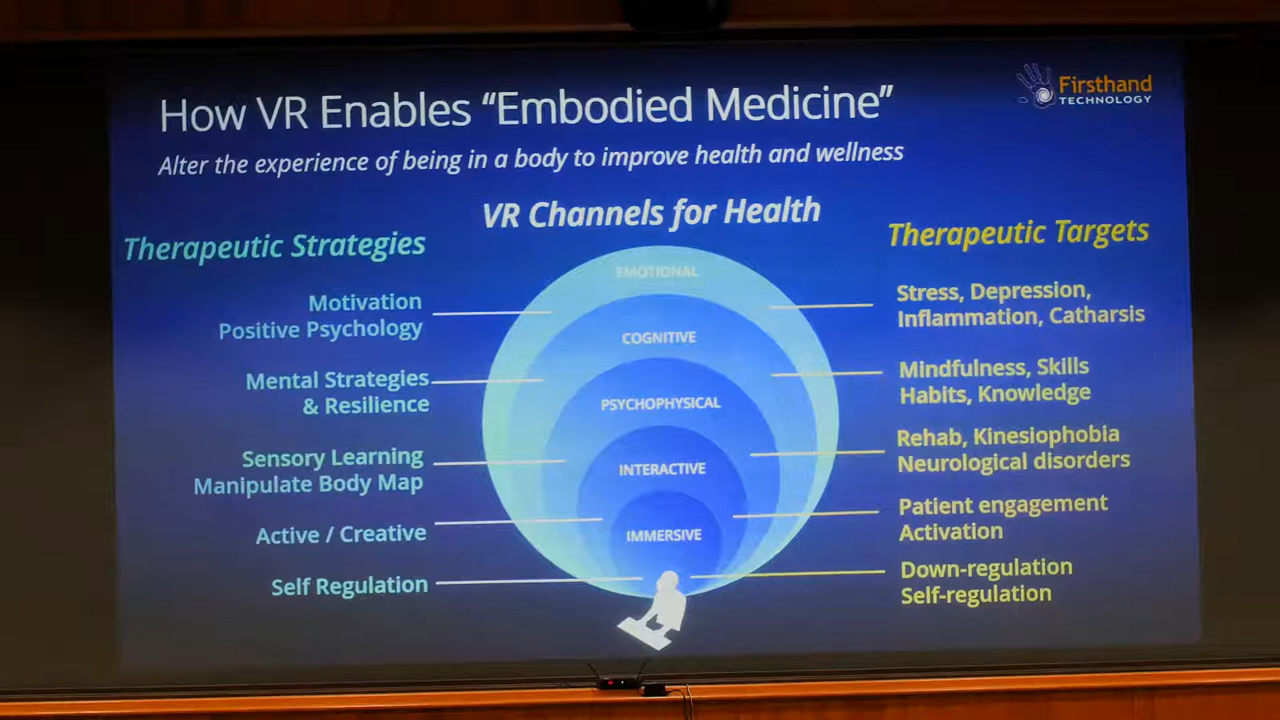 How VR Enables “Embodied Medicine”
Firsthand
TECHNOLOGY
Alter the experience of being in a body to improve health and wellness
VR Channels for Health
Therapeutic Strategies
Therapeutic Targets
Motivation
Positive Psychology
Mental Strategies
& Resilience
Sensory Learning
Manipulate Body Map
Active / Creative
Self Regulation
EMOTIONAL
COGNITIVE
PSYCHOPHYSICAL
INTERACTIVE
IMMERSIVE
Stress, Depression,
Inflammation, Catharsis
Mindfulness, Skills
Habits, Knowledge
Rehab, Kinesiophobia
Neurological disorders
Patient engagement
Activation
Down-regulation
Self-regulation